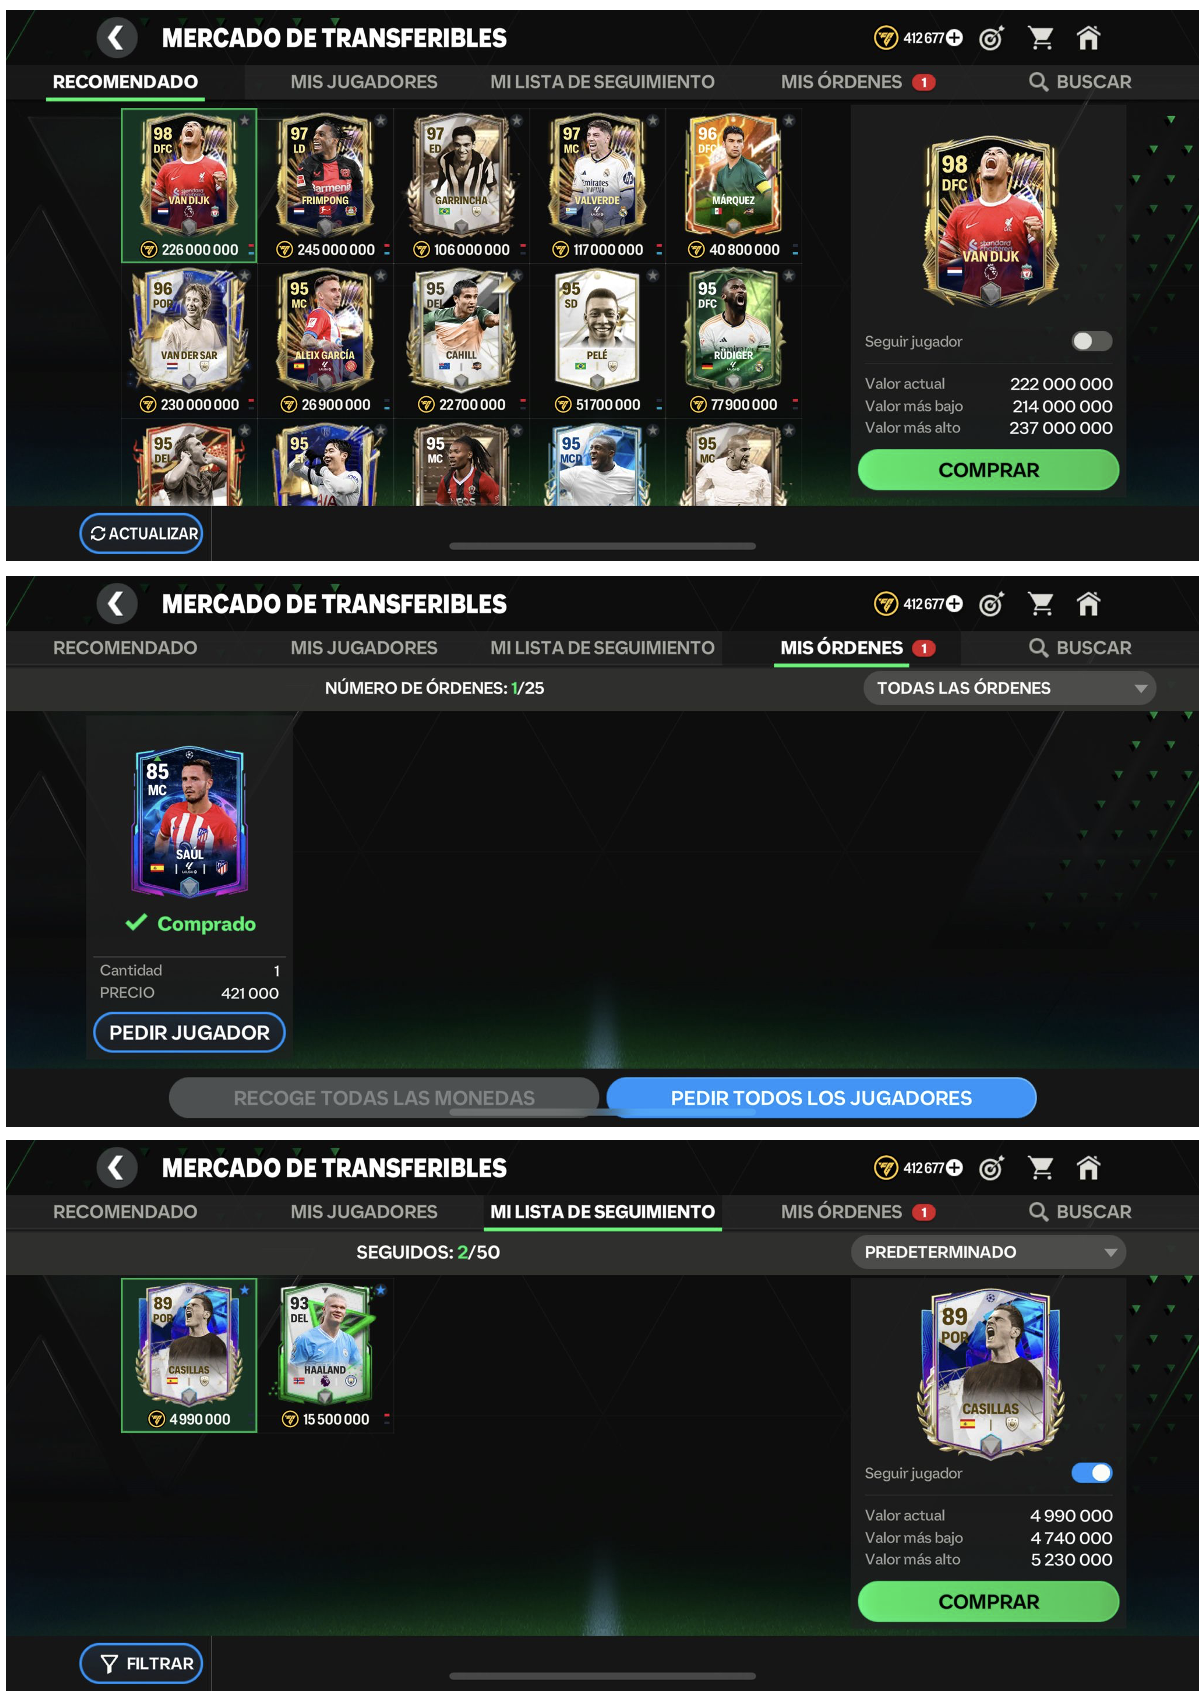 MERCADO DE TRANSFERIBLES
412 677
RECOMENDADO MIS JUGADORES MI LISTA DE SEGUIMIENTO MIS ÓRDENES 1 BUSCAR
98 DFC VAN DIJK
97 LD FRIMPONG
97 ED GARRINCHA
97 MC VALVERDE
96 DFC MÁRQUEZ
226 000 000 245 000 000 106 000 000 117 000 000 40 800 000
96 POR VAN DER SAR
95 MC ALEIX GARCÍA
95 DEL CAHILL
95 SD PELÉ
95 DFC RÜDIGER
230 000 000 26 900 000 22 700 000 51 700 000 77 900 000
95 DEL
95
95 MC
95 MCD
95 MC
98
DFC
VAN DIJK
Seguir jugador
Valor actual 222 000 000
Valor más bajo 214 000 000
Valor más alto 237 000 000
COMPRAR
ACTUALIZAR
MERCADO DE TRANSFERIBLES
412 677
RECOMENDADO MIS JUGADORES MI LISTA DE SEGUIMIENTO MIS ÓRDENES 1 BUSCAR
NÚMERO DE ÓRDENES: 1/25
TODAS LAS ÓRDENES
85
MC
SAÚL
Comprado
Cantidad 1
PRECIO 421 000
PEDIR JUGADOR
RECOGE TODAS LAS MONEDAS PEDIR TODOS LOS JUGADORES
MERCADO DE TRANSFERIBLES
412 677
RECOMENDADO MIS JUGADORES MI LISTA DE SEGUIMIENTO MIS ÓRDENES 1 BUSCAR
SEGUIDOS: 2/50
PREDETERMINADO
89 POR CASILLAS
93 DEL HAALAND
4 990 000 15 500 000
89
POR
CASILLAS
Seguir jugador
Valor actual 4 990 000
Valor más bajo 4 740 000
Valor más alto 5 230 000
COMPRAR
FILTRAR